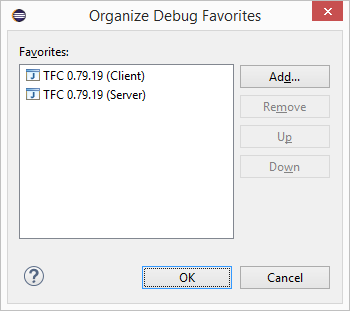 Organize Debug Favorites
Favorites:
TFC 0.79.19 (Client)
TFC 0.79.19 (Server)
Add...
Remove
Up
Down
OK
Cancel